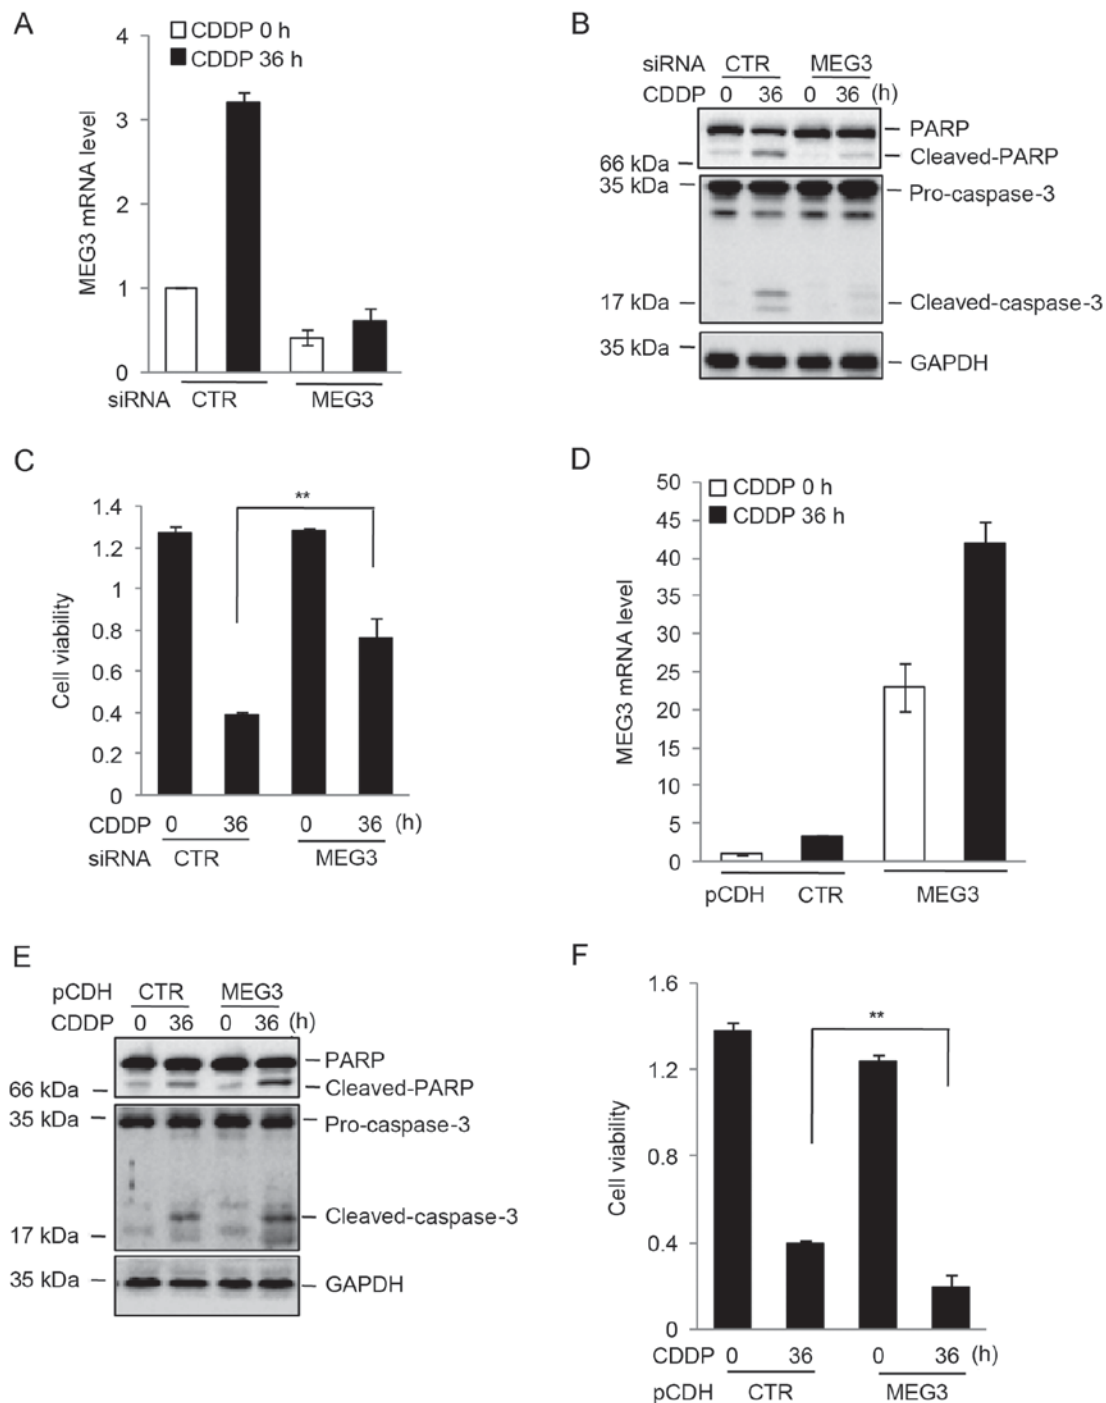 A
CDDP 0 h
CDDP 36 h
MEG3 mRNA level
4
3
2
1
0
siRNA CTR MEG3
B
siRNA CTR MEG3
CDDP 0 36 0 36 (h)
PARP
Cleaved-PARP
66 kDa
35 kDa
Pro-caspase-3
17 kDa
Cleaved-caspase-3
35 kDa
GAPDH
C
**
Cell viability
1.4
1.2
1
0.8
0.6
0.4
0.2
0
CDDP 0 36 0 36 (h)
siRNA CTR MEG3
D
CDDP 0 h
CDDP 36 h
MEG3 mRNA level
50
45
40
35
30
25
20
15
10
5
0
pCDH CTR MEG3
E
pCDH CTR MEG3
CDDP 0 36 0 36 (h)
PARP
66 kDa
Cleaved-PARP
35 kDa
Pro-caspase-3
Cleaved-caspase-3
17 kDa
35 kDa
GAPDH
F
**
Cell viability
1.6
1.2
0.8
0.4
0
CDDP 0 36 0 36 (h)
pCDH CTR MEG3